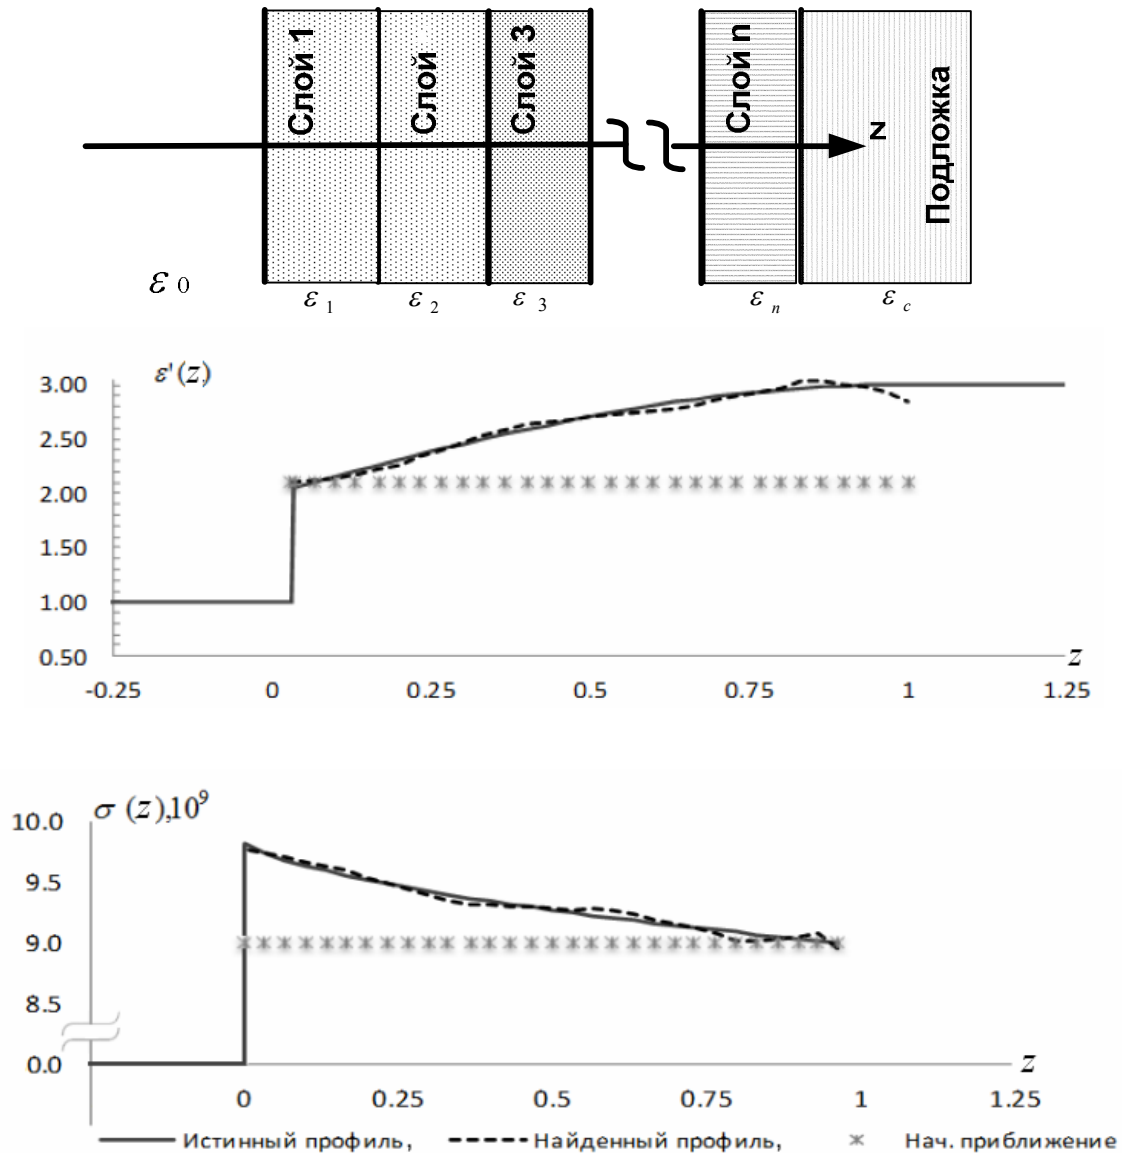 Слой 1
Слой
Слой 3
Слой n
Подложка
z
ε 0
ε 1
ε 2
ε 3
ε n
ε c
ε'(z)
3.00
2.50
2.00
1.50
1.00
0.50
-0.25 0 0.25 0.5 0.75 1 1.25
z
σ (z),10⁹
10.0
9.5
9.0
8.5
0.0
z
0 0.25 0.5 0.75 1 1.25
Истинный профиль, Найденный профиль, Нач. приближение